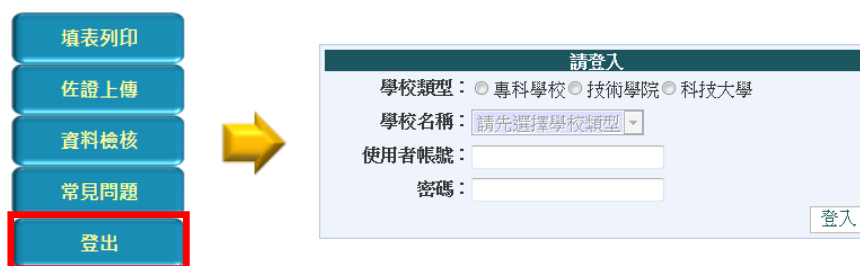 填表列印
佐證上傳
資料檢核
常見問題
登出
請登入
學校類型：專科學校 技術學院 科技大學
學校名稱：請先選擇學校類型
使用者帳號：
密碼：
登入